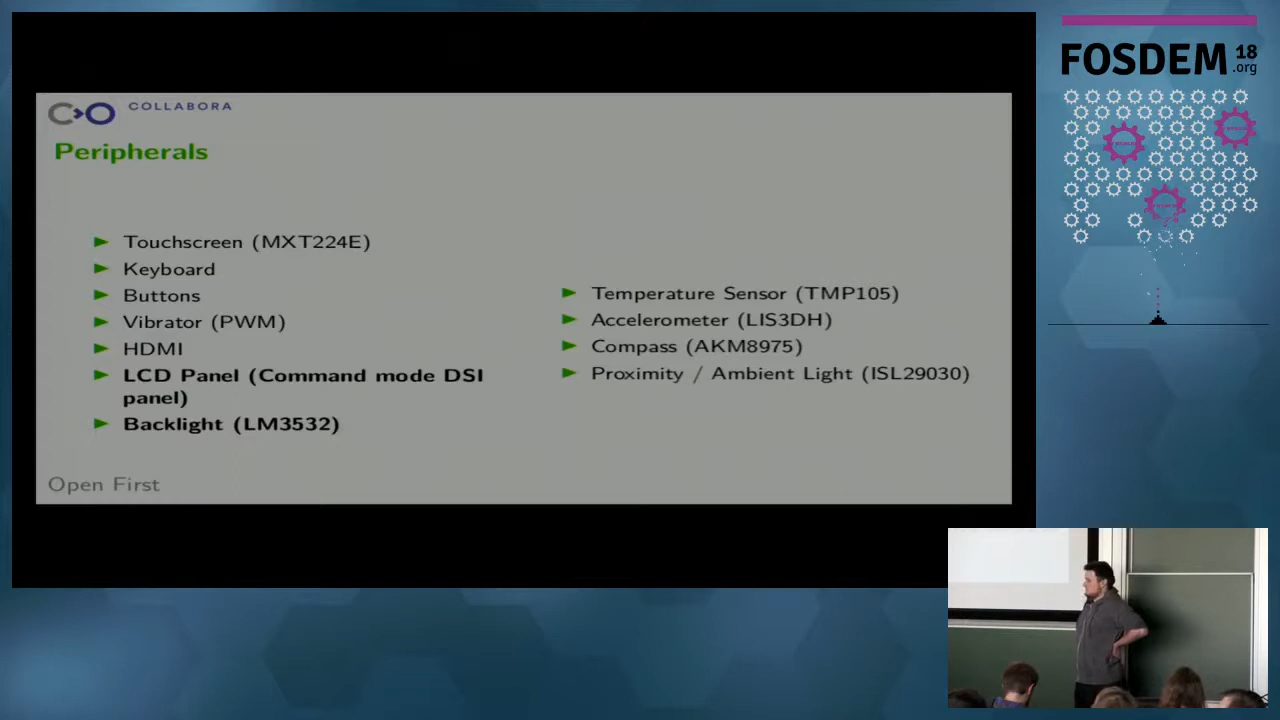 COLLABORA
Peripherals
Touchscreen (MXT224E)
Keyboard
Buttons
Vibrator (PWM)
HDMI
LCD Panel (Command mode DSI
panel)
Backlight (LM3532)
Temperature Sensor (TMP105)
Accelerometer (LIS3DH)
Compass (AKM8975)
Proximity / Ambient Light (ISL29030)
Open First
FOSDEM 18
.org